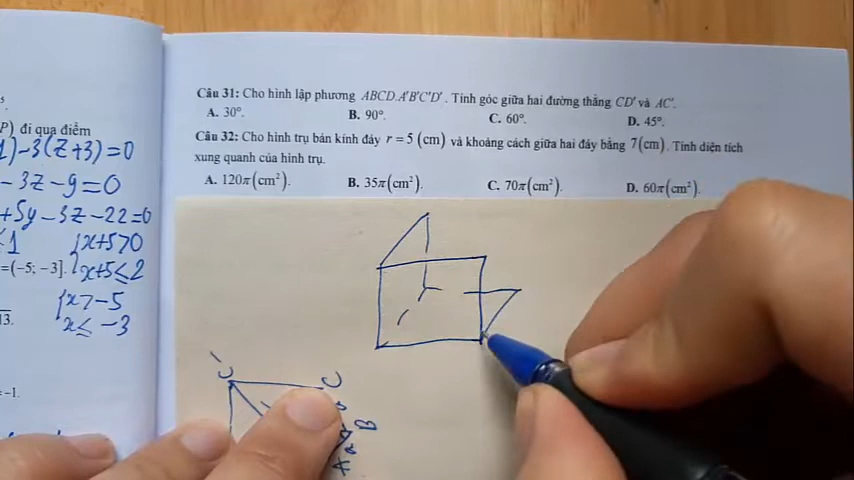 P) đi qua điểm
1)-3(z+3)=0
-3z-9=0
+5y-3z-22=0
1
{x+5>0
=(-5;-3].
{x+5≤2
{x>-5
x≤-3
13.
=-1.
Câu 31: Cho hình lập phương ABCD.A'B'C'D'. Tính góc giữa hai đường thẳng CD' và AC'.
A. 30°. B. 90°. C. 60°. D. 45°.
Câu 32: Cho hình trụ bán kính đáy r=5(cm) và khoảng cách giữa hai đáy bằng 7(cm). Tính diện tích
xung quanh của hình trụ.
A. 120π(cm²). B. 35π(cm²). C. 70π(cm²). D. 60π(cm²).
C' C
B
A